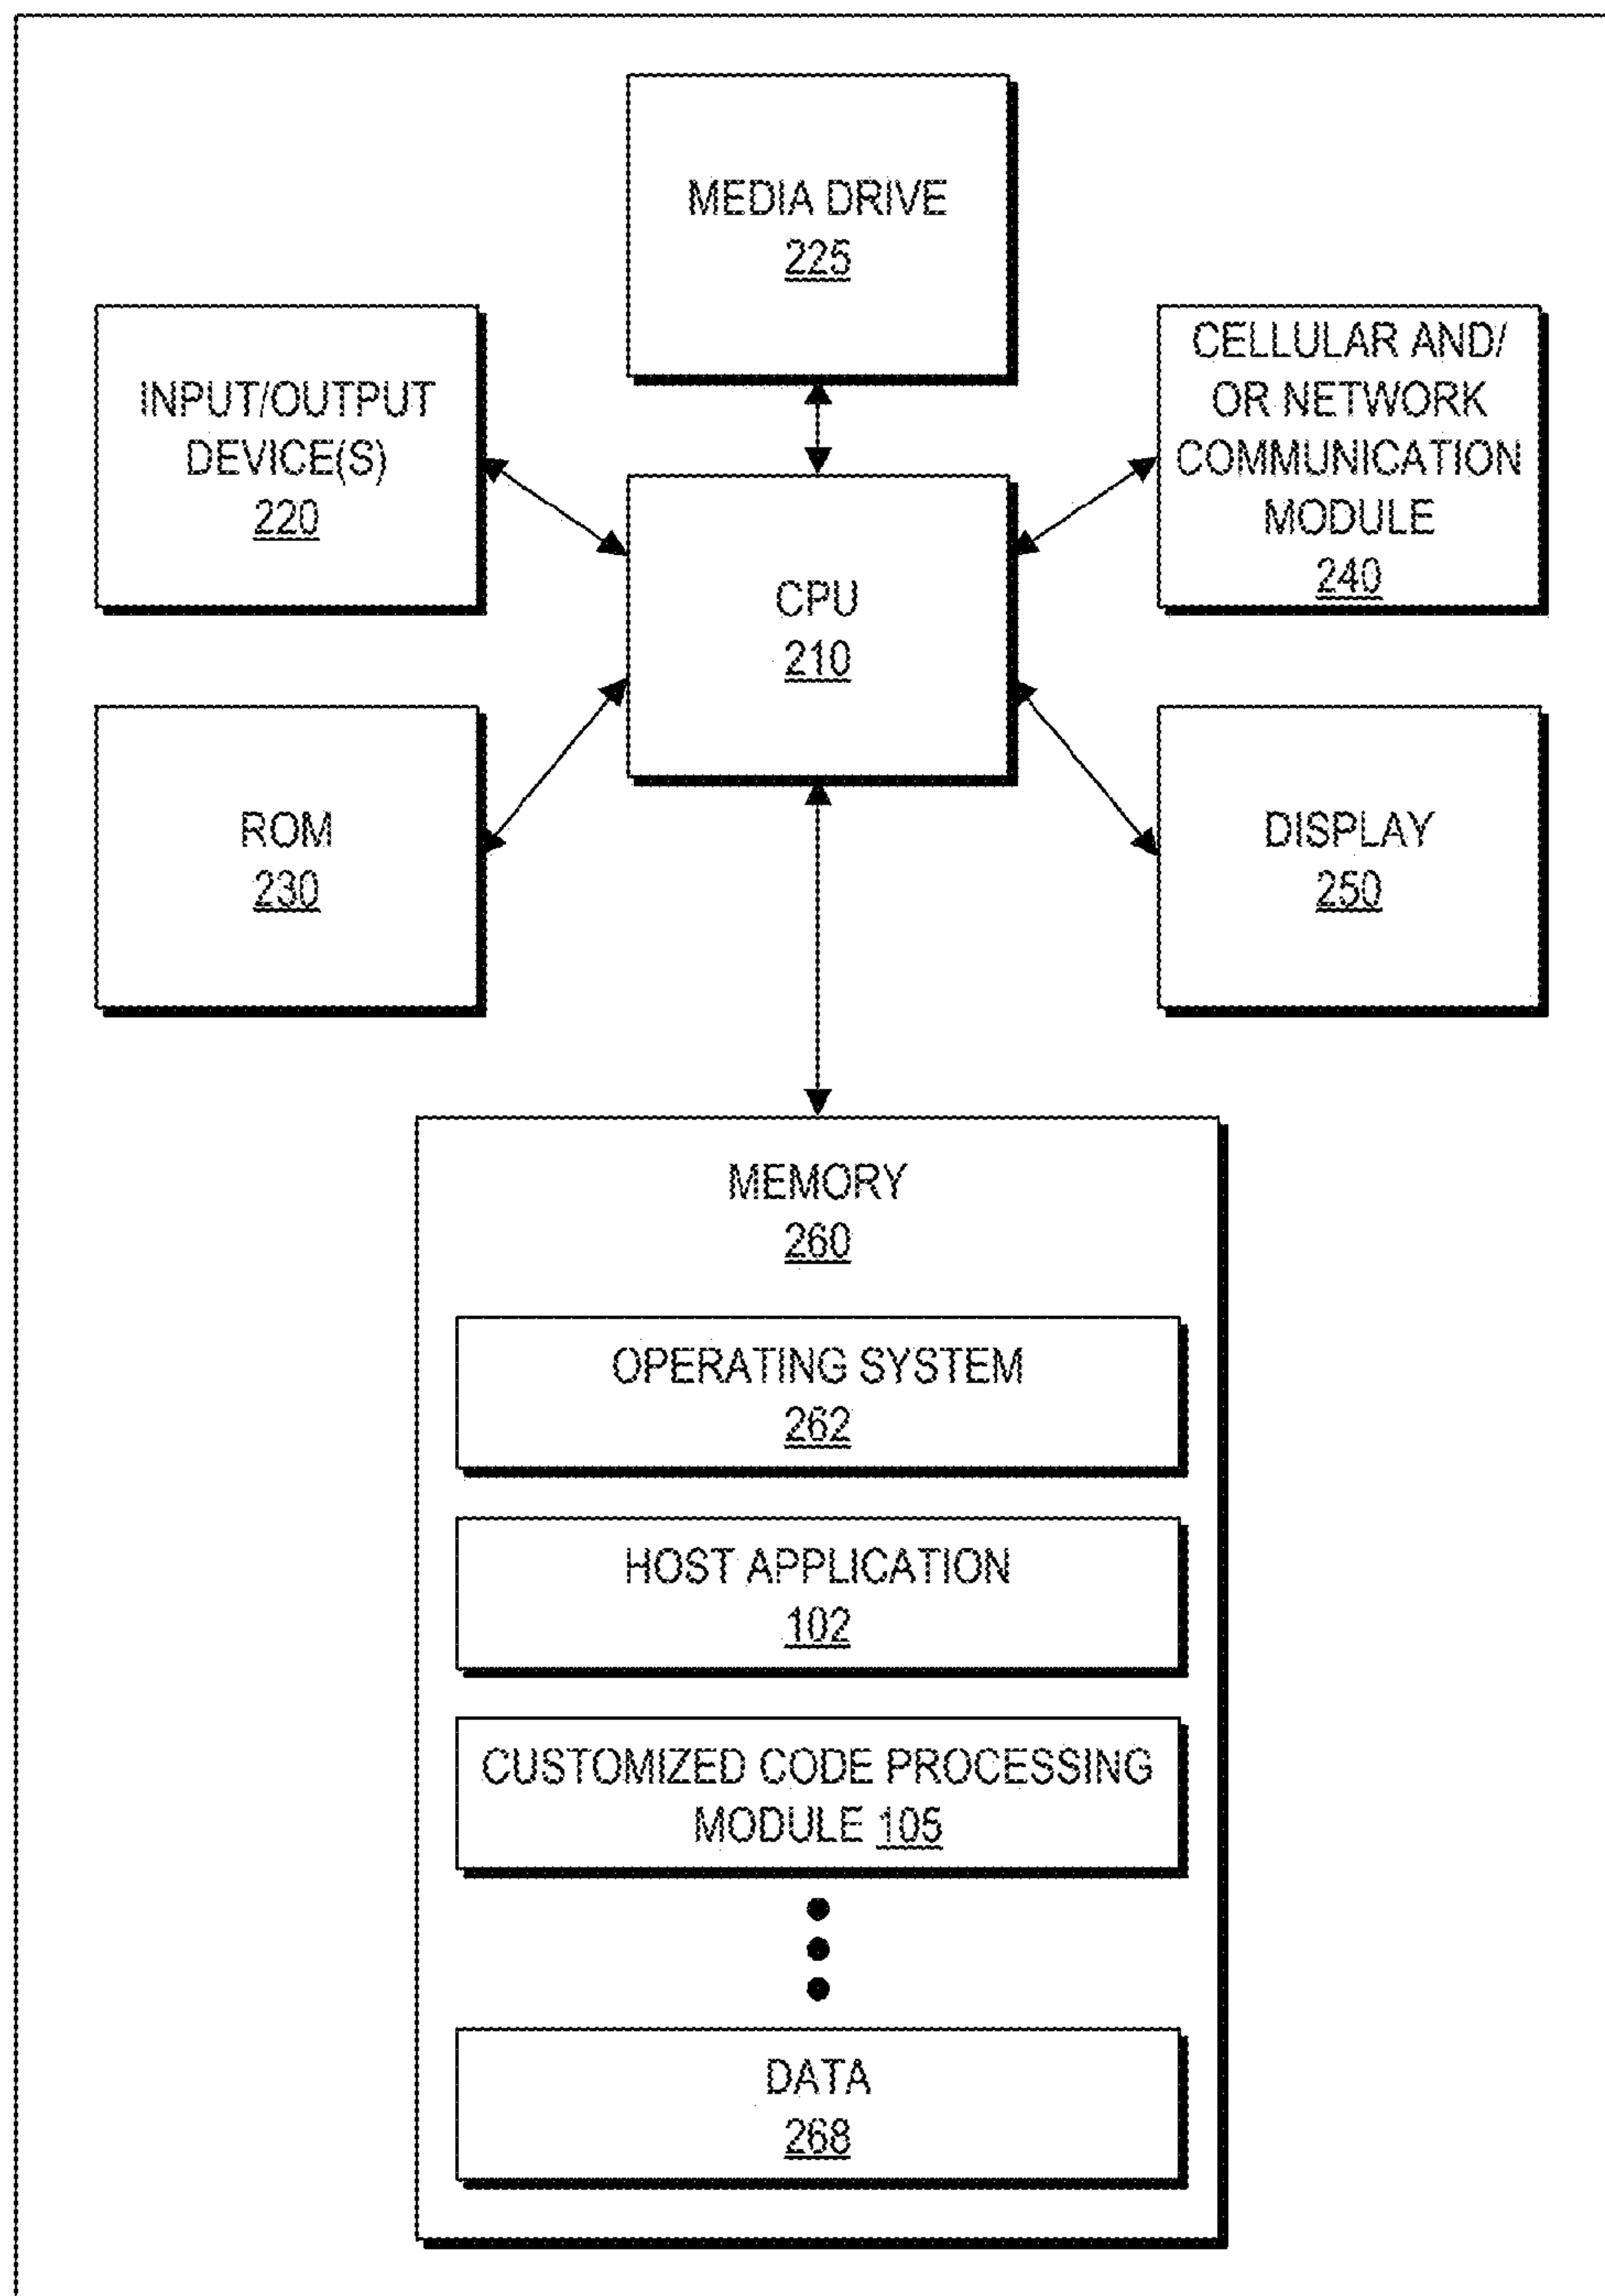 MEDIA DRIVE
225
INPUT/OUTPUT
DEVICE(S)
220
CELLULAR AND/
OR NETWORK
COMMUNICATION
MODULE
240
CPU
210
ROM
230
DISPLAY
250
MEMORY
260
OPERATING SYSTEM
262
HOST APPLICATION
102
CUSTOMIZED CODE PROCESSING
MODULE 105
DATA
268